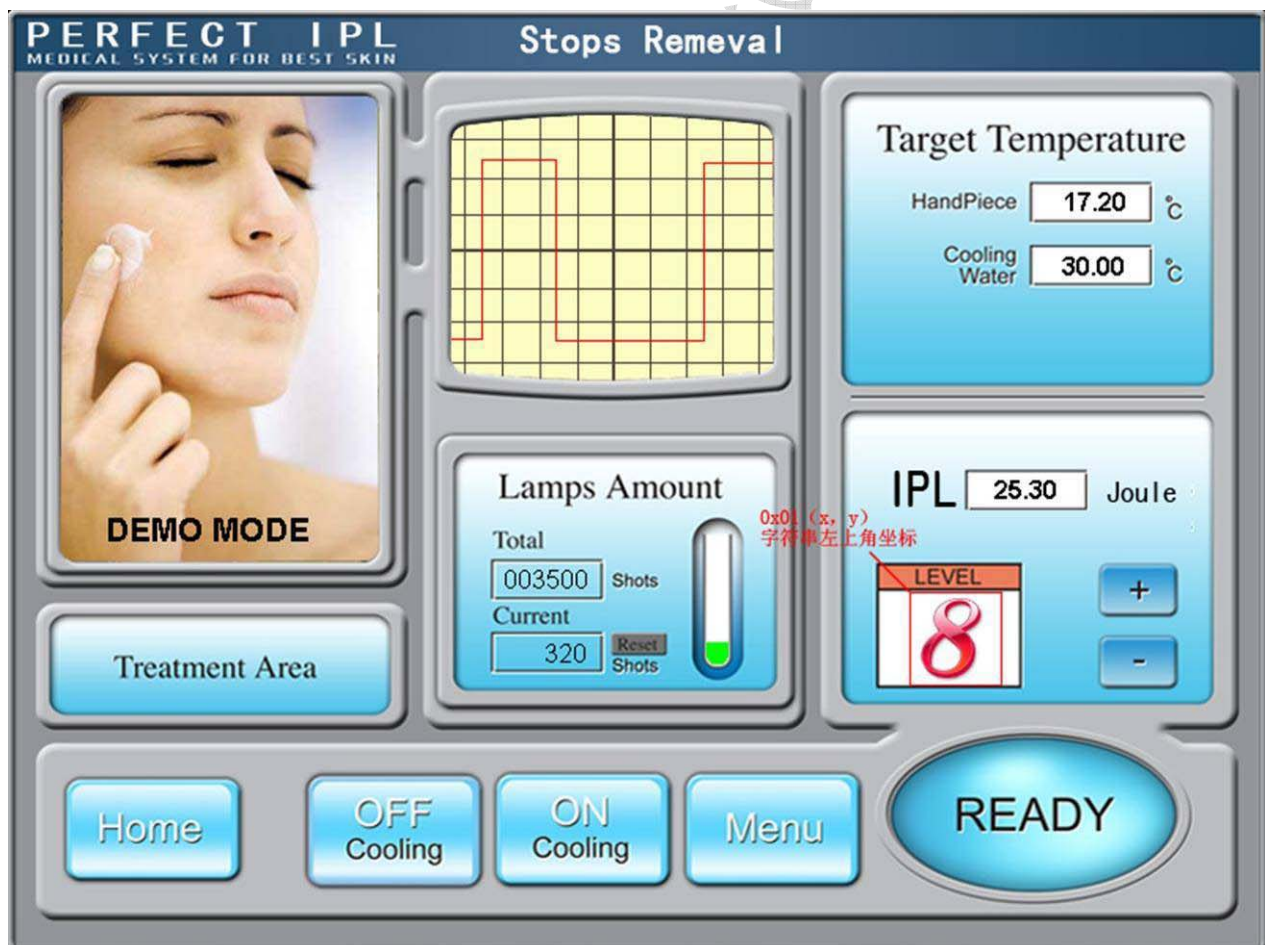 PERFECT IPL
MEDICAL SYSTEM FOR BEST SKIN
Stops Remeval
DEMO MODE
Treatment Area
Lamps Amount
Total
003500 Shots
Current
320 Reset
Shots
Target Temperature
HandPiece 17.20 °C
Cooling
Water 30.00 °C
IPL 25.30 Joule
0x01 (x, y)
字符串左上角坐标
LEVEL
8
+
-
Home
OFF
Cooling
ON
Cooling
Menu
READY